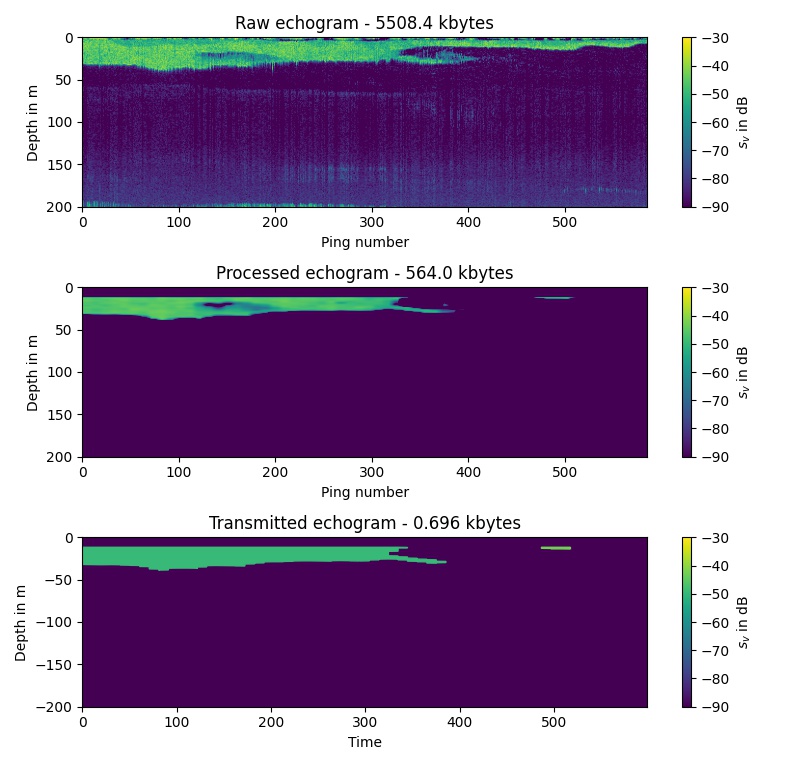 Raw echogram - 5508.4 kbytes
0
50
100
150
200
Depth in m
0 100 200 300 400 500
Ping number
−30
−40
−50
−60
−70
−80
−90
sv in dB
Processed echogram - 564.0 kbytes
0
50
100
150
200
Depth in m
0 100 200 300 400 500
Ping number
−30
−40
−50
−60
−70
−80
−90
sv in dB
Transmitted echogram - 0.696 kbytes
0
−50
−100
−150
−200
Depth in m
0 100 200 300 400 500
Time
−30
−40
−50
−60
−70
−80
−90
sv in dB